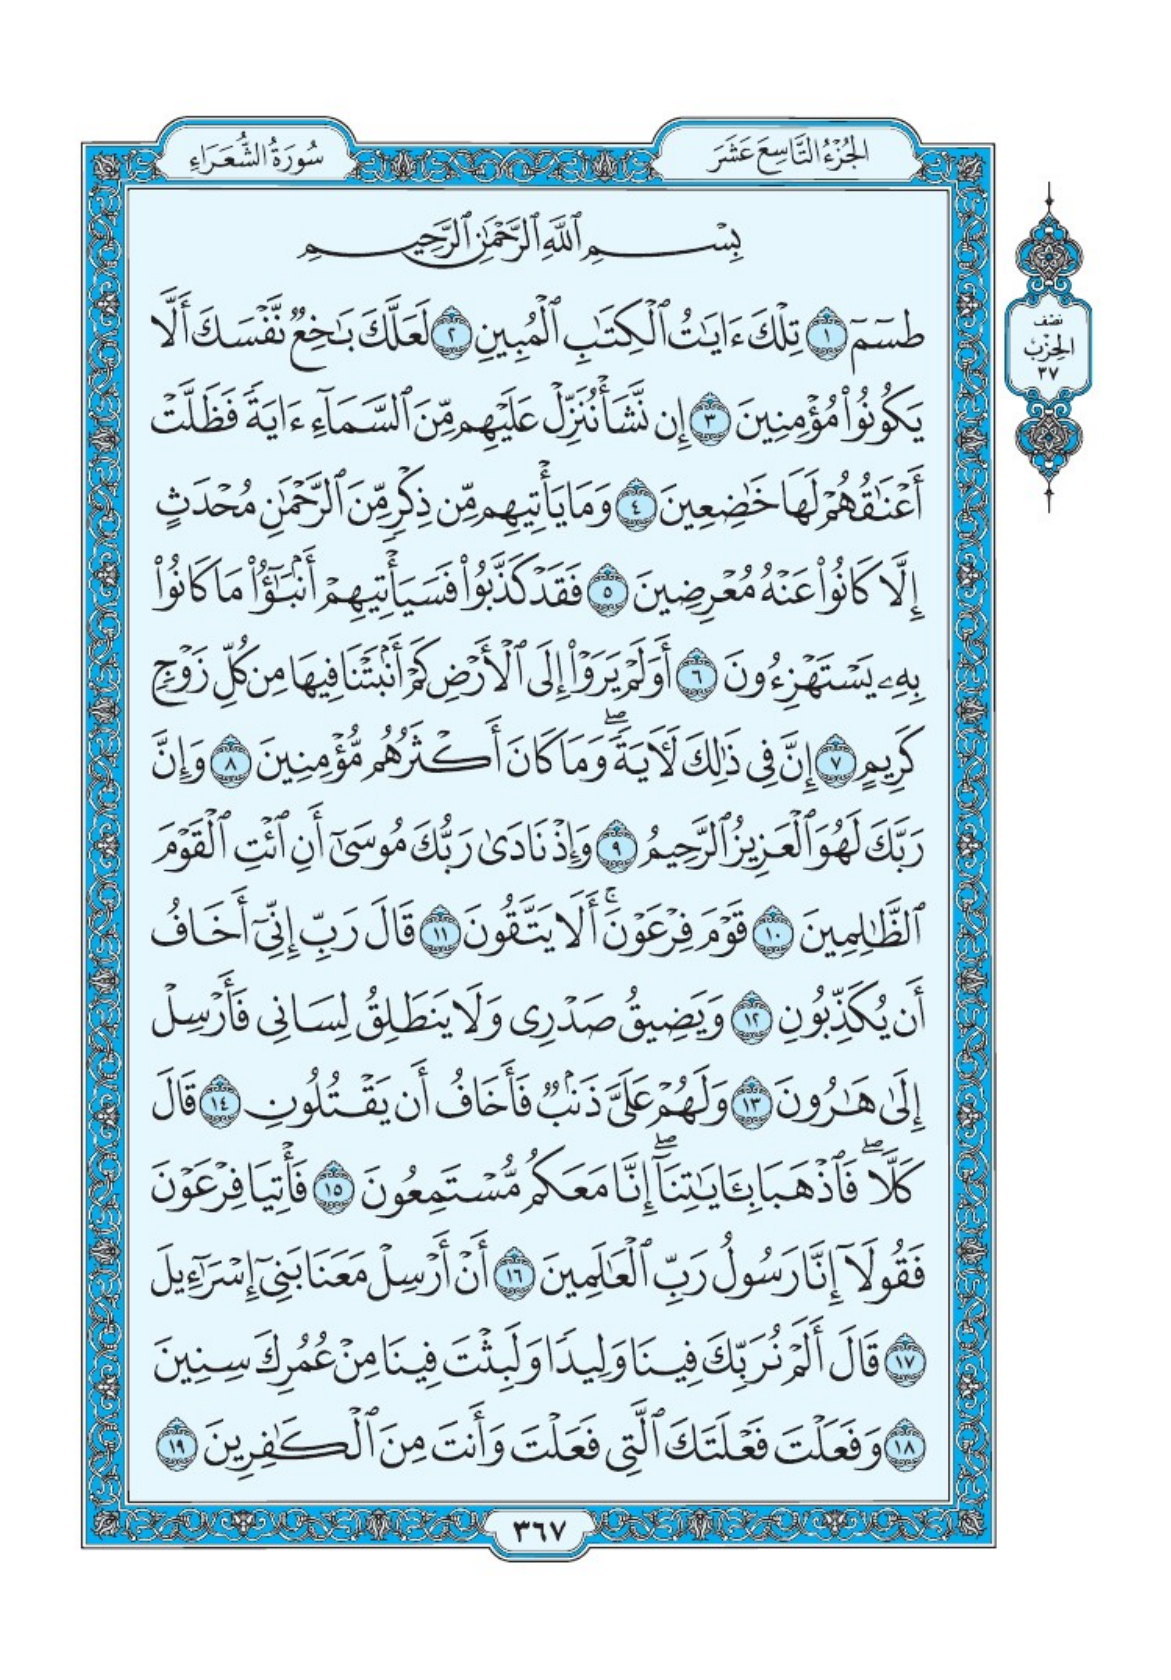 الجُزْءُ التَّاسِعَ عَشَرَ
سُورَةُ الشُّعَرَاءِ
بِسْمِ ٱللَّهِ ٱلرَّحْمَٰنِ ٱلرَّحِيمِ
طسٓمٓ ١ تِلْكَ ءَايَٰتُ ٱلْكِتَٰبِ ٱلْمُبِينِ ٢ لَعَلَّكَ بَٰخِعٌ نَّفْسَكَ أَلَّا
يَكُونُوا۟ مُؤْمِنِينَ ٣ إِن نَّشَأْ نُنَزِّلْ عَلَيْهِم مِّنَ ٱلسَّمَآءِ ءَايَةً فَظَلَّتْ
أَعْنَٰقُهُمْ لَهَا خَٰضِعِينَ ٤ وَمَا يَأْتِيهِم مِّن ذِكْرٍ مِّنَ ٱلرَّحْمَٰنِ مُحْدَثٍ
إِلَّا كَانُوا۟ عَنْهُ مُعْرِضِينَ ٥ فَقَدْ كَذَّبُوا۟ فَسَيَأْتِيهِمْ أَنۢبَٰٓؤُا۟ مَا كَانُوا۟
بِهِۦ يَسْتَهْزِءُونَ ٦ أَوَلَمْ يَرَوْا۟ إِلَى ٱلْأَرْضِ كَمْ أَنۢبَتْنَا فِيهَا مِن كُلِّ زَوْجٍ
كَرِيمٍ ٧ إِنَّ فِى ذَٰلِكَ لَءَايَةً ۖ وَمَا كَانَ أَكْثَرُهُم مُّؤْمِنِينَ ٨ وَإِنَّ
رَبَّكَ لَهُوَ ٱلْعَزِيزُ ٱلرَّحِيمُ ٩ وَإِذْ نَادَىٰ رَبُّكَ مُوسَىٰٓ أَنِ ٱئْتِ ٱلْقَوْمَ
ٱلظَّٰلِمِينَ ١٠ قَوْمَ فِرْعَوْنَ ۚ أَلَا يَتَّقُونَ ١١ قَالَ رَبِّ إِنِّىٓ أَخَافُ
أَن يُكَذِّبُونِ ١٢ وَيَضِيقُ صَدْرِى وَلَا يَنطَلِقُ لِسَانِى فَأَرْسِلْ
إِلَىٰ هَٰرُونَ ١٣ وَلَهُمْ عَلَىَّ ذَنۢبٌ فَأَخَافُ أَن يَقْتُلُونِ ١٤ قَالَ
كَلَّا ۖ فَٱذْهَبَا بِـَٔايَٰتِنَآ ۖ إِنَّا مَعَكُم مُّسْتَمِعُونَ ١٥ فَأْتِيَا فِرْعَوْنَ
فَقُولَآ إِنَّا رَسُولُ رَبِّ ٱلْعَٰلَمِينَ ١٦ أَنْ أَرْسِلْ مَعَنَا بَنِىٓ إِسْرَٰٓءِيلَ
١٧ قَالَ أَلَمْ نُرَبِّكَ فِينَا وَلِيدًا وَلَبِثْتَ فِينَا مِنْ عُمُرِكَ سِنِينَ
١٨ وَفَعَلْتَ فَعْلَتَكَ ٱلَّتِى فَعَلْتَ وَأَنتَ مِنَ ٱلْكَٰفِرِينَ ١٩
نصف
الحِزْب
٣٧
٣٦٧